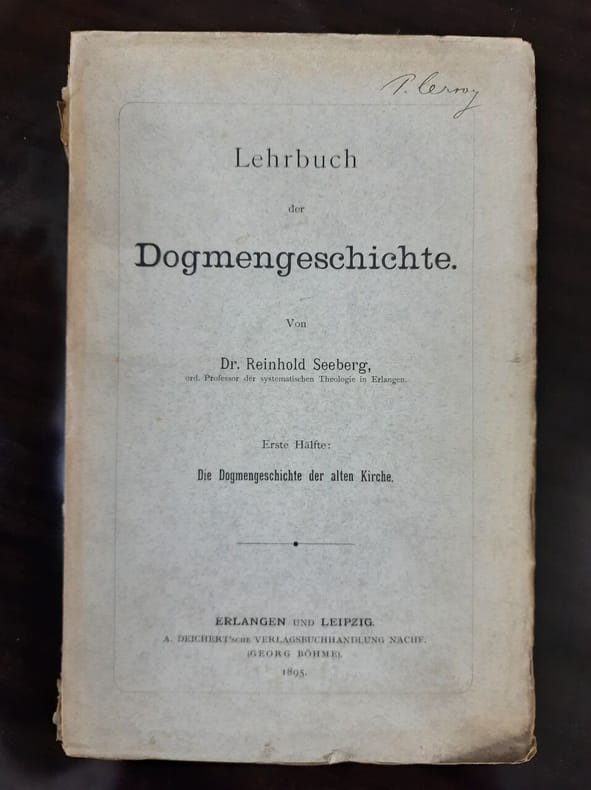 P. Leroy
Lehrbuch
der
Dogmengeschichte.
Von
Dr. Reinhold Seeberg,
ord. Professor der systematischen Theologie in Erlangen.
Erste Hälfte:
Die Dogmengeschichte der alten Kirche.
ERLANGEN UND LEIPZIG.
A. DEICHERT'sche VERLAGSBUCHHANDLUNG NACHF.
(GEORG BÖHME).
1895.